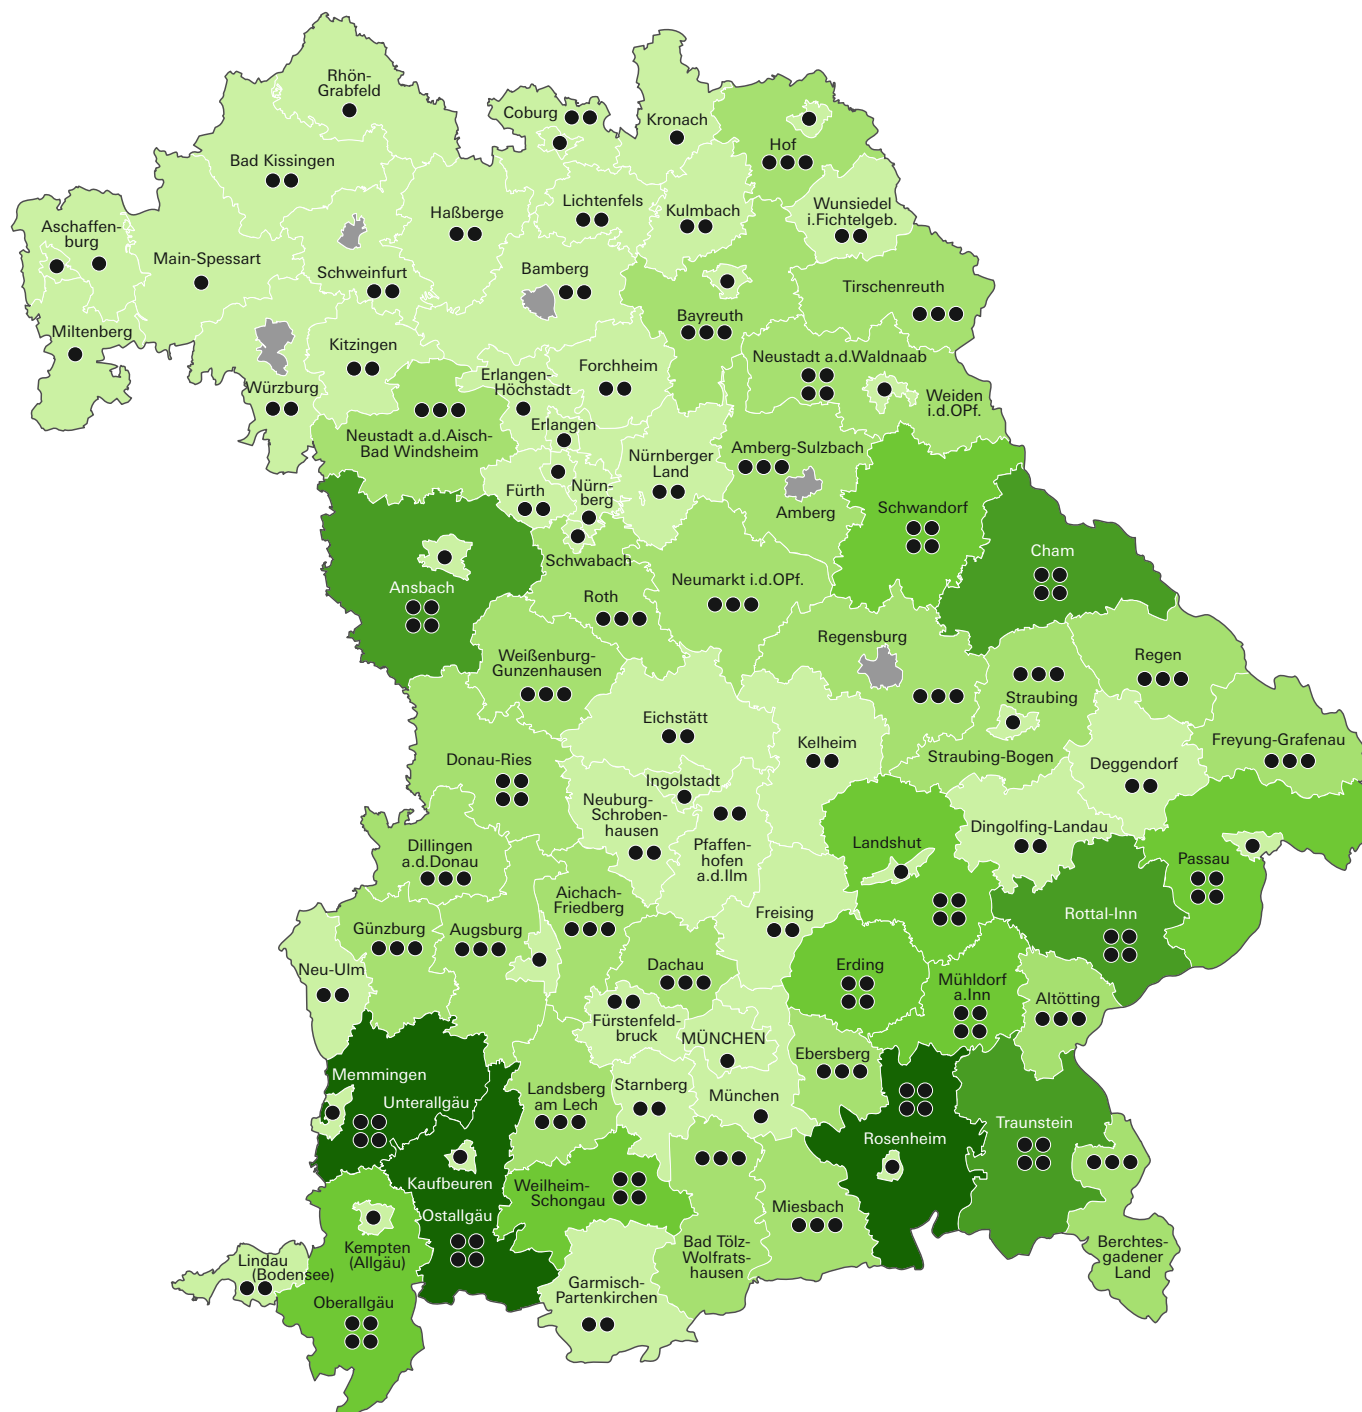 Rhön-
Grabfeld
Coburg
Kronach
Hof
Bad Kissingen
Haßberge
Lichtenfels
Kulmbach
Wunsiedel
i.Fichtelgeb.
Aschaffen-
burg
Main-Spessart
Schweinfurt
Bamberg
Tirschenreuth
Bayreuth
Miltenberg
Kitzingen
Würzburg
Erlangen-
Höchstadt
Forchheim
Neustadt a.d.Waldnaab
Weiden
i.d.OPf.
Neustadt a.d.Aisch-
Bad Windsheim
Erlangen
Nürnberger
Land
Amberg-Sulzbach
Fürth
Nürn-
berg
Amberg
Schwandorf
Cham
Schwabach
Ansbach
Roth
Neumarkt i.d.OPf.
Regensburg
Weißenburg-
Gunzenhausen
Regen
Straubing
Eichstätt
Kelheim
Straubing-Bogen
Freyung-Grafenau
Deggendorf
Donau-Ries
Ingolstadt
Neuburg-
Schroben-
hausen
Pfaffen-
hofen
a.d.Ilm
Dingolfing-Landau
Landshut
Passau
Dillingen
a.d.Donau
Aichach-
Friedberg
Freising
Rottal-Inn
Günzburg
Augsburg
Neu-Ulm
Dachau
Erding
Mühldorf
a.Inn
Altötting
Fürstenfeld-
bruck
MÜNCHEN
Ebersberg
Memmingen
Unterallgäu
Landsberg
am Lech
Starnberg
München
Traunstein
Rosenheim
Kaufbeuren
Weilheim-
Schongau
Ostallgäu
Miesbach
Kempten
(Allgäu)
Lindau
(Bodensee)
Bad Tölz-
Wolfrats-
hausen
Berchtes-
gadener
Land
Garmisch-
Partenkirchen
Oberallgäu